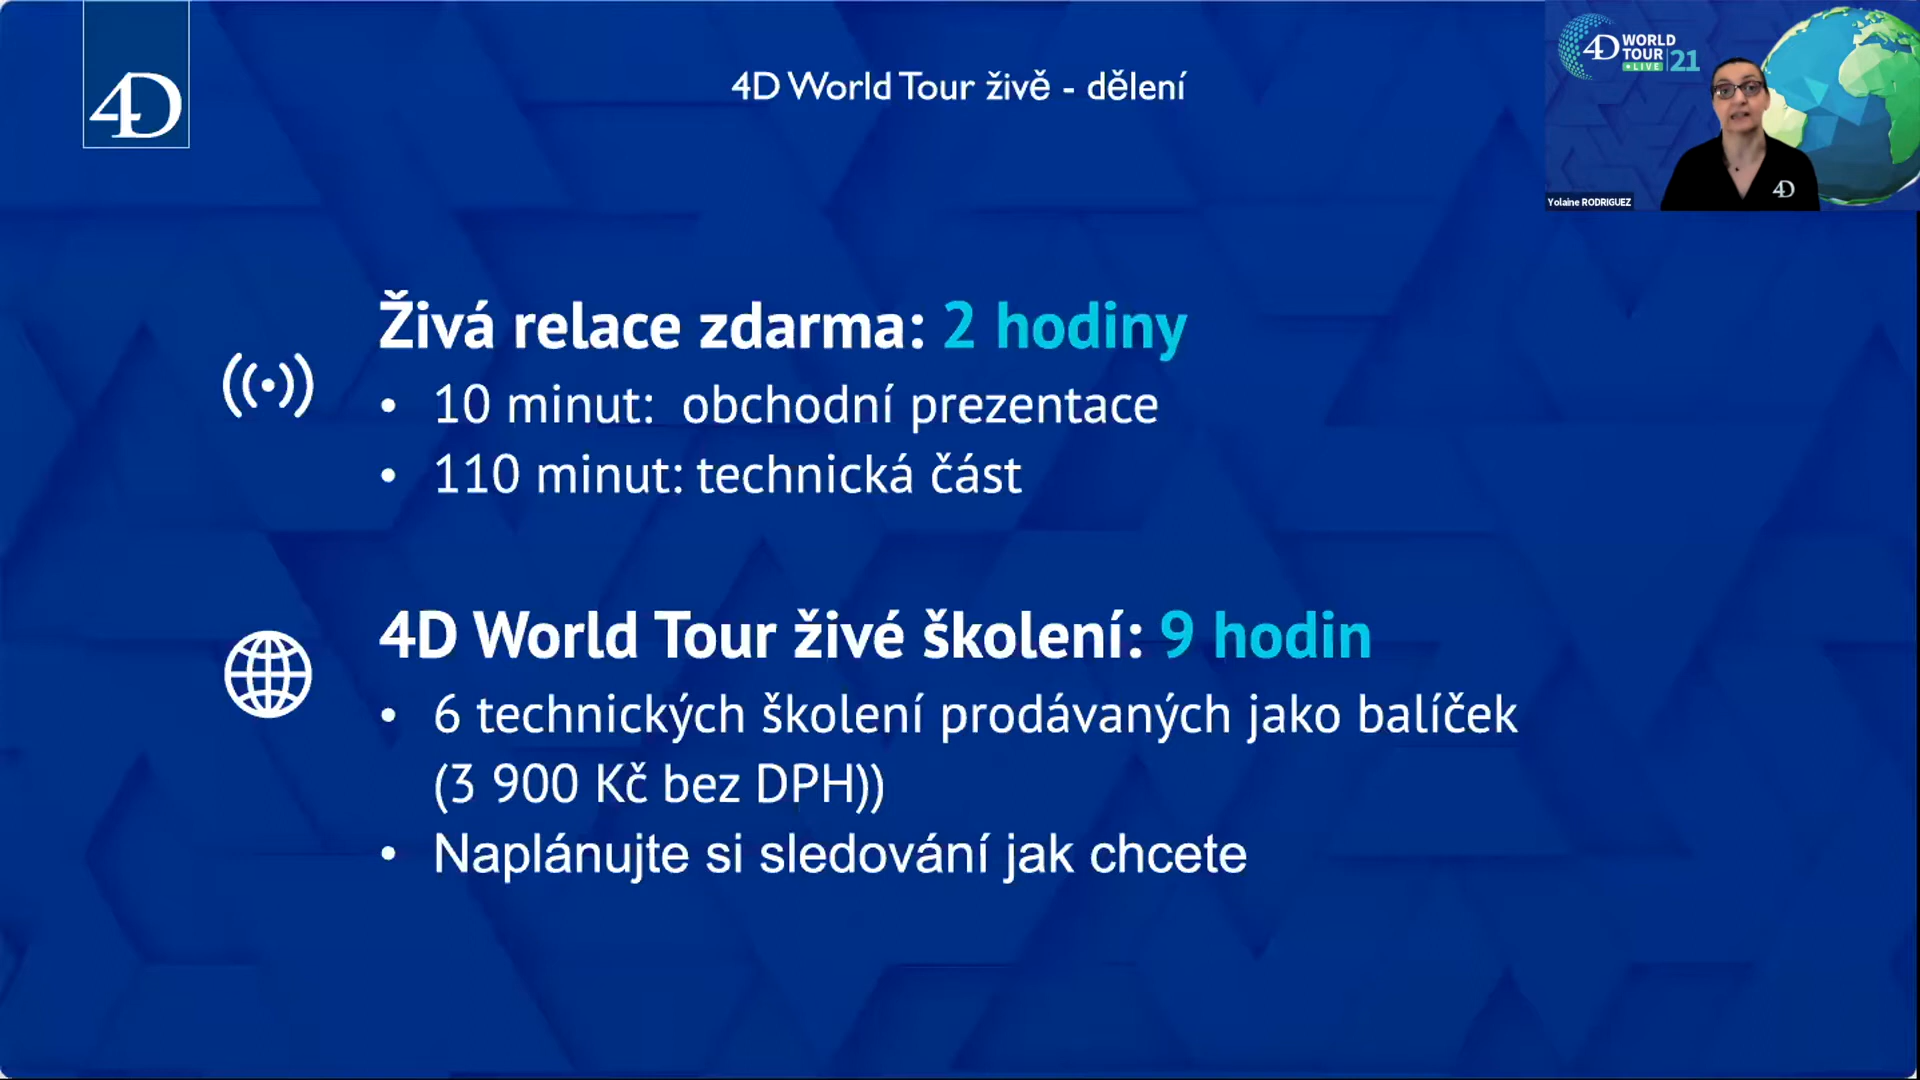 4D
4D World Tour živě - dělení
4D WORLD
TOUR
LIVE 21
4D
Yolaine RODRIGUEZ
Živá relace zdarma: 2 hodiny
• 10 minut: obchodní prezentace
• 110 minut: technická část
4D World Tour živé školení: 9 hodin
• 6 technických školení prodávaných jako balíček
(3 900 Kč bez DPH))
• Naplánujte si sledování jak chcete